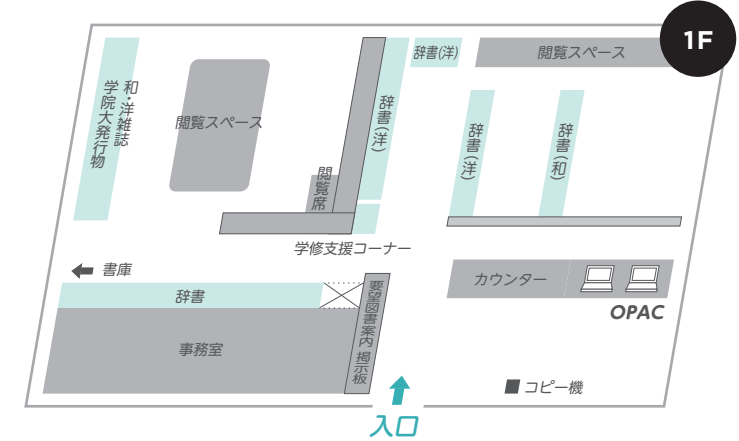 1F
辞書(洋)
閲覧スペース
和・洋雑誌
学院大発行物
閲覧スペース
辞書(洋)
辞書(洋)
辞書(和)
閲覧席
学修支援コーナー
書庫
カウンター
OPAC
辞書
要望図書案内 掲示板
事務室
コピー機
入口